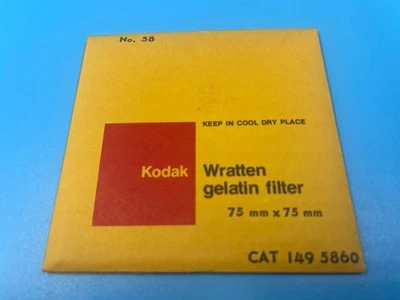 No. 58
KEEP IN COOL DRY PLACE
Kodak
Wratten
gelatin filter
75 mm x 75 mm
CAT 149 5860